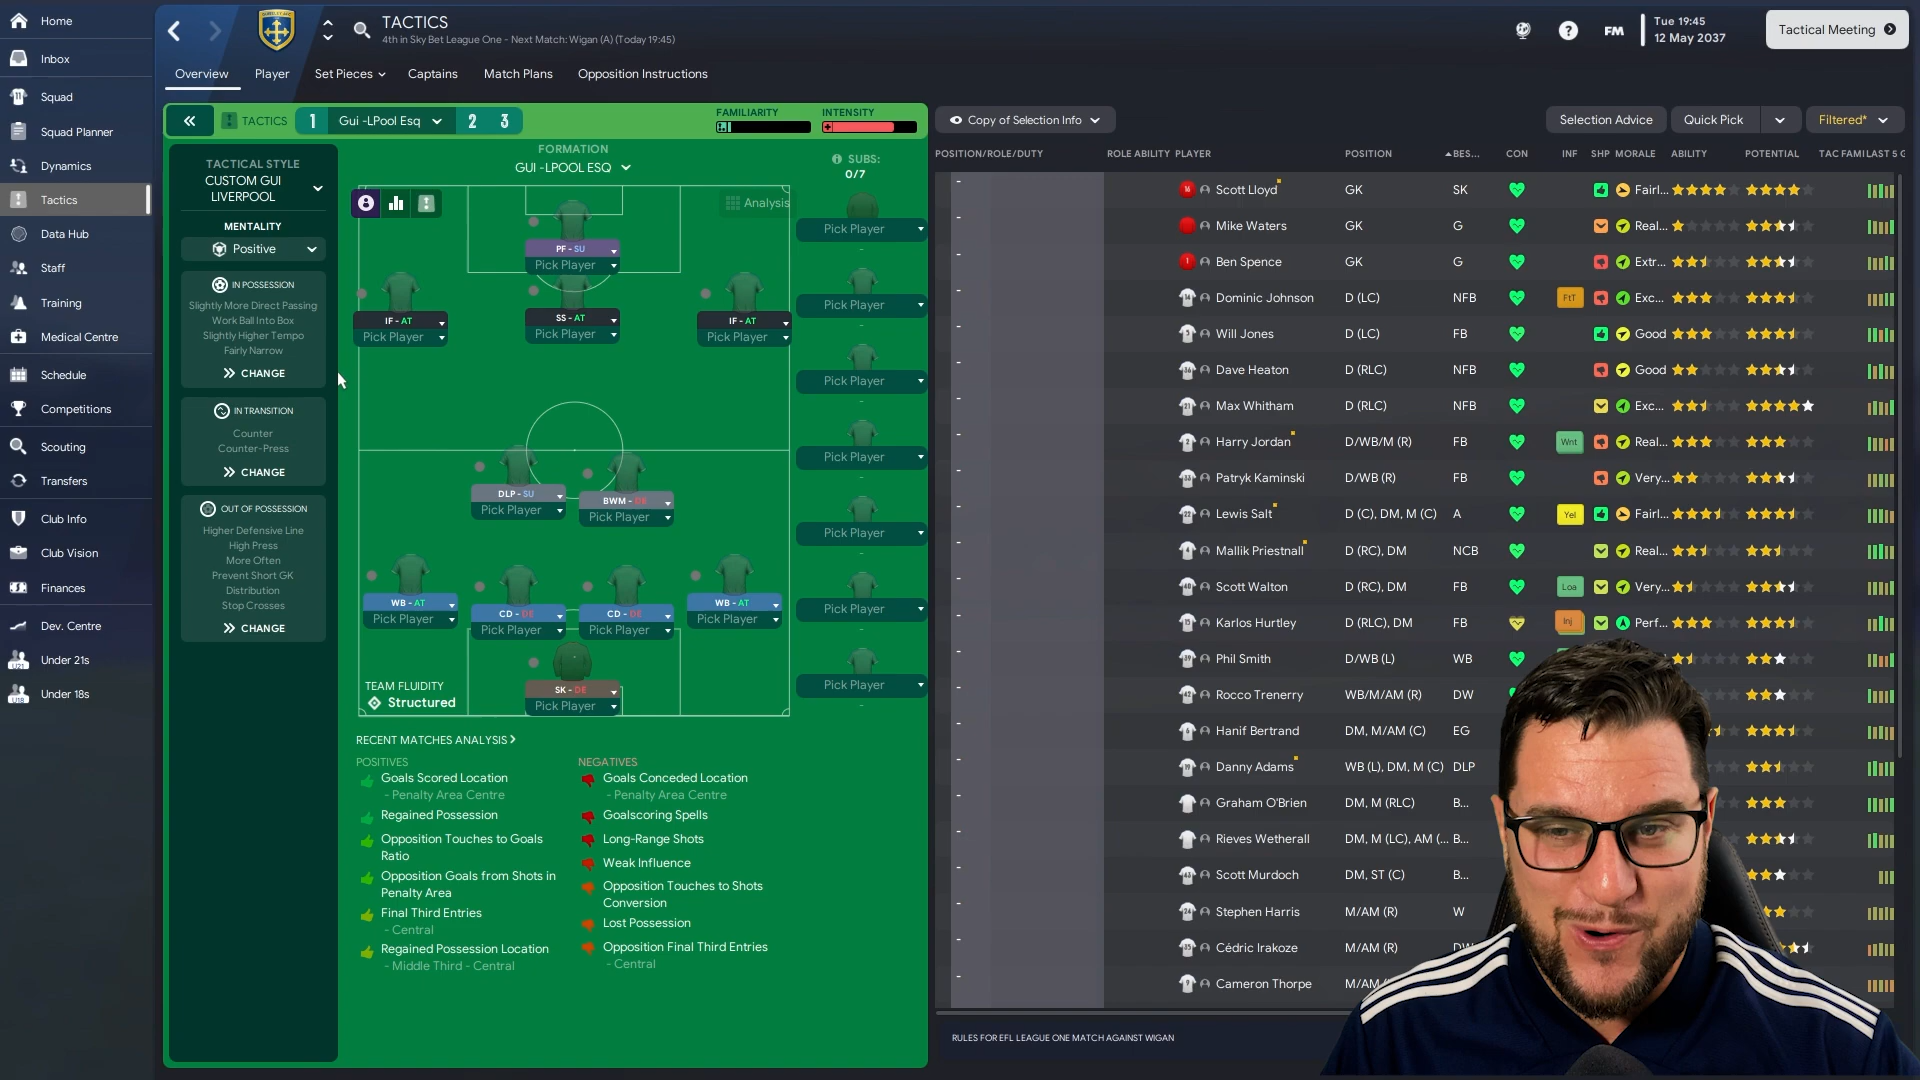 Home
Inbox
Squad
Squad Planner
Dynamics
Tactics
Data Hub
Staff
Training
Medical Centre
Schedule
Competitions
Scouting
Transfers
Club Info
Club Vision
Finances
Dev. Centre
Under 21s
Under 18s
TACTICS
4th in Sky Bet League One - Next Match: Wigan (A) (Today 19:45)
FM
Tue 19:45
12 May 2037
Tactical Meeting
Overview Player Set Pieces Captains Match Plans Opposition Instructions
TACTICS 1 Gui -LPool Esq 2 3
FAMILIARITY INTENSITY
TACTICAL STYLE
CUSTOM GUI
LIVERPOOL
MENTALITY
Positive
IN POSSESSION
Slightly More Direct Passing
Work Ball Into Box
Slightly Higher Tempo
Fairly Narrow
CHANGE
IN TRANSITION
Counter
Counter-Press
CHANGE
OUT OF POSSESSION
Higher Defensive Line
High Press
More Often
Prevent Short GK
Distribution
Stop Crosses
CHANGE
FORMATION
GUI -LPOOL ESQ
SUBS:
0/7
Analysis
PF - SU
Pick Player
IF - AT
Pick Player
SS - AT
Pick Player
IF - AT
Pick Player
DLP - SU
Pick Player
BWM - DE
Pick Player
WB - AT
Pick Player
CD - DE
Pick Player
CD - DE
Pick Player
WB - AT
Pick Player
SK - DE
Pick Player
Pick Player
Pick Player
Pick Player
Pick Player
Pick Player
Pick Player
Pick Player
TEAM FLUIDITY
Structured
RECENT MATCHES ANALYSIS
POSITIVES
Goals Scored Location
- Penalty Area Centre
Regained Possession
Opposition Touches to Goals
Ratio
Opposition Goals from Shots in
Penalty Area
Final Third Entries
- Central
Regained Possession Location
- Middle Third - Central
NEGATIVES
Goals Conceded Location
- Penalty Area Centre
Goalscoring Spells
Long-Range Shots
Weak Influence
Opposition Touches to Shots
Conversion
Lost Possession
Opposition Final Third Entries
- Central
Copy of Selection Info Selection Advice Quick Pick Filtered*
POSITION/ROLE/DUTY ROLE ABILITY PLAYER POSITION BES... CON INF SHP MORALE ABILITY POTENTIAL TAC FAMI LAST 5 G
Scott Lloyd GK SK Fairl...
Mike Waters GK G Real...
Ben Spence GK G Extr...
Dominic Johnson D (LC) NFB FtT Exc...
Will Jones D (LC) FB Good
Dave Heaton D (RLC) NFB Good
Max Whitham D (RLC) NFB Exc...
Harry Jordan D/WB/M (R) FB Wnt Real...
Patryk Kaminski D/WB (R) FB Very...
Lewis Salt D (C), DM, M (C) A Yel Fairl...
Mallik Priestnall D (RC), DM NCB Real...
Scott Walton D (RC), DM FB Loa Very...
Karlos Hurtley D (RLC), DM FB Inj Perf...
Phil Smith D/WB (L) WB
Rocco Trenerry WB/M/AM (R) DW
Hanif Bertrand DM, M/AM (C) EG
Danny Adams WB (L), DM, M (C) DLP
Graham O'Brien DM, M (RLC) B...
Rieves Wetherall DM, M (LC), AM (... B...
Scott Murdoch DM, ST (C) B...
Stephen Harris M/AM (R) W
Cédric Irakoze M/AM (R) DW
Cameron Thorpe M/AM
RULES FOR EFL LEAGUE ONE MATCH AGAINST WIGAN